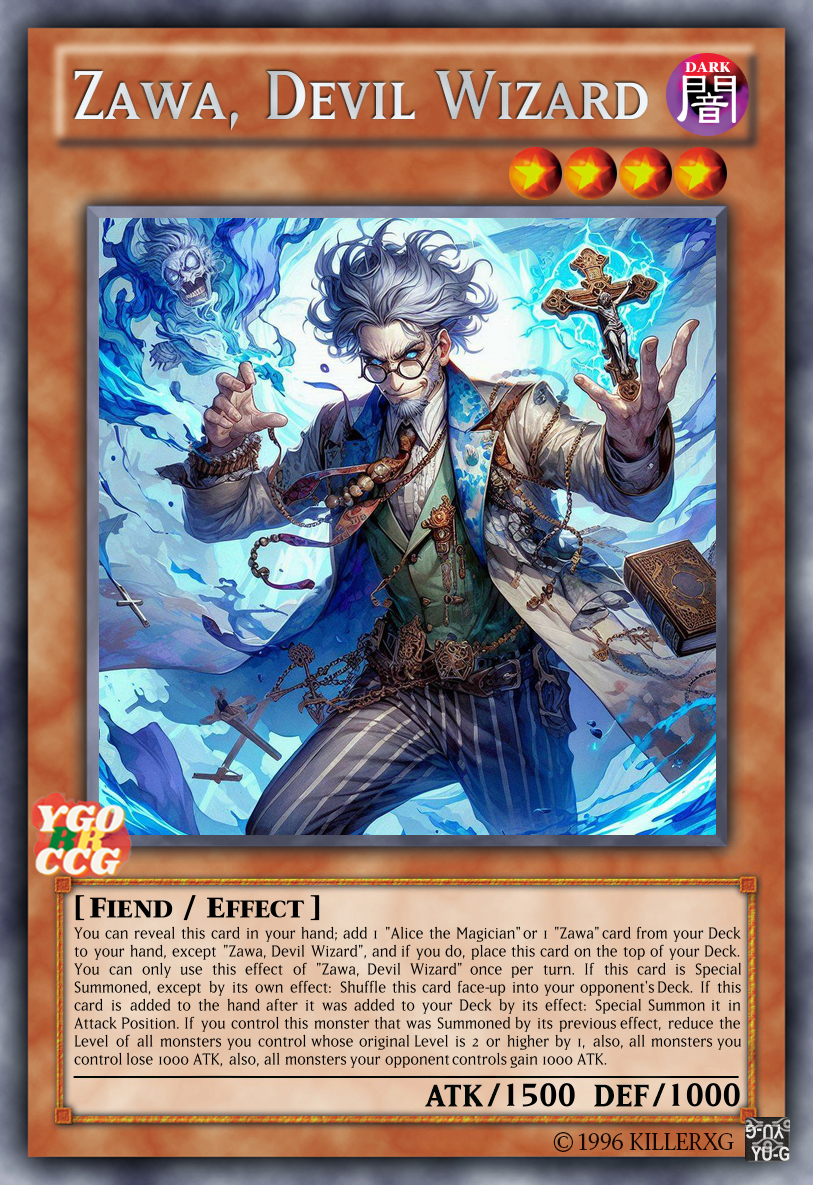 Zawa, Devil Wizard
DARK
闇
YGO
BR
CCG
[ Fiend / Effect ]
You can reveal this card in your hand; add 1 "Alice the Magician" or 1 "Zawa" card from your Deck
to your hand, except "Zawa, Devil Wizard", and if you do, place this card on the top of your Deck.
You can only use this effect of "Zawa, Devil Wizard" once per turn. If this card is Special
Summoned, except by its own effect: Shuffle this card face-up into your opponent's Deck. If this
card is added to the hand after it was added to your Deck by its effect: Special Summon it in
Attack Position. If you control this monster that was Summoned by its previous effect, reduce the
Level of all monsters you control whose original Level is 2 or higher by 1, also, all monsters you
control lose 1000 ATK, also, all monsters your opponent controls gain 1000 ATK.
ATK/1500 DEF/1000
© 1996 KILLERXG
YU-G